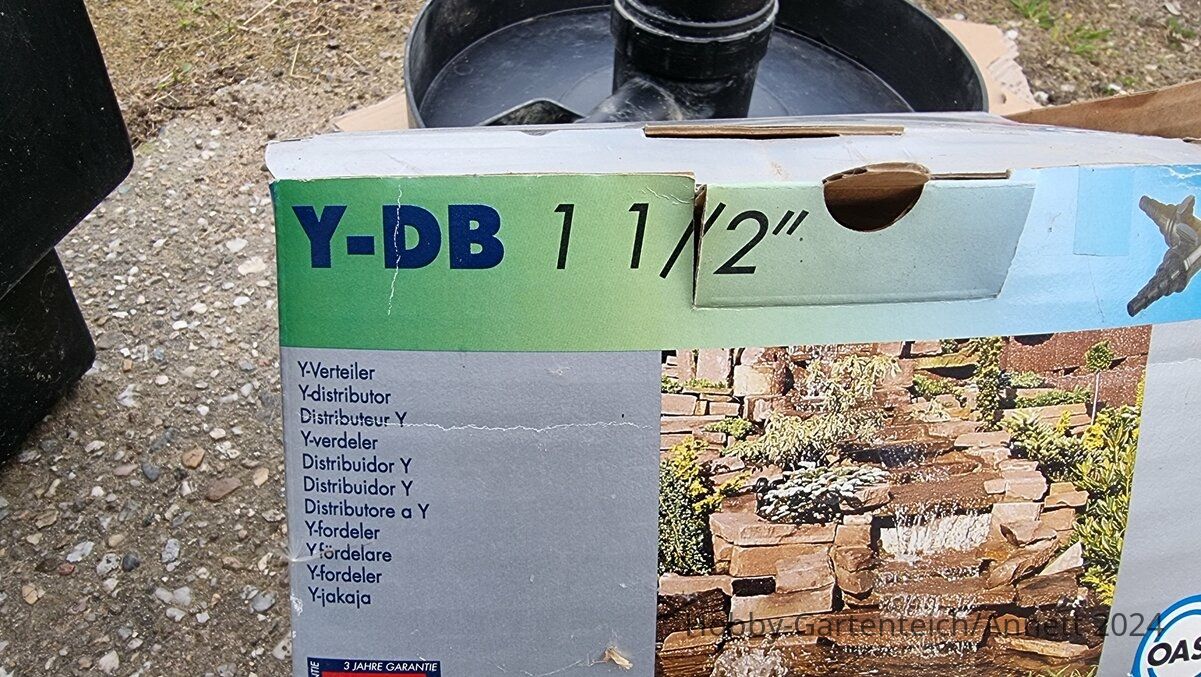 Y-DB 1 1/2"
Y-Verteiler
Y-distributor
Distributeur Y
Y-verdeler
Distribuidor Y
Distribuidor Y
Distributore a Y
Y-fordeler
Y fördelare
Y-fordeler
Y-jakaja
3 JAHRE GARANTIE
Hobby-Gartenteich/Annett 2024
OAS